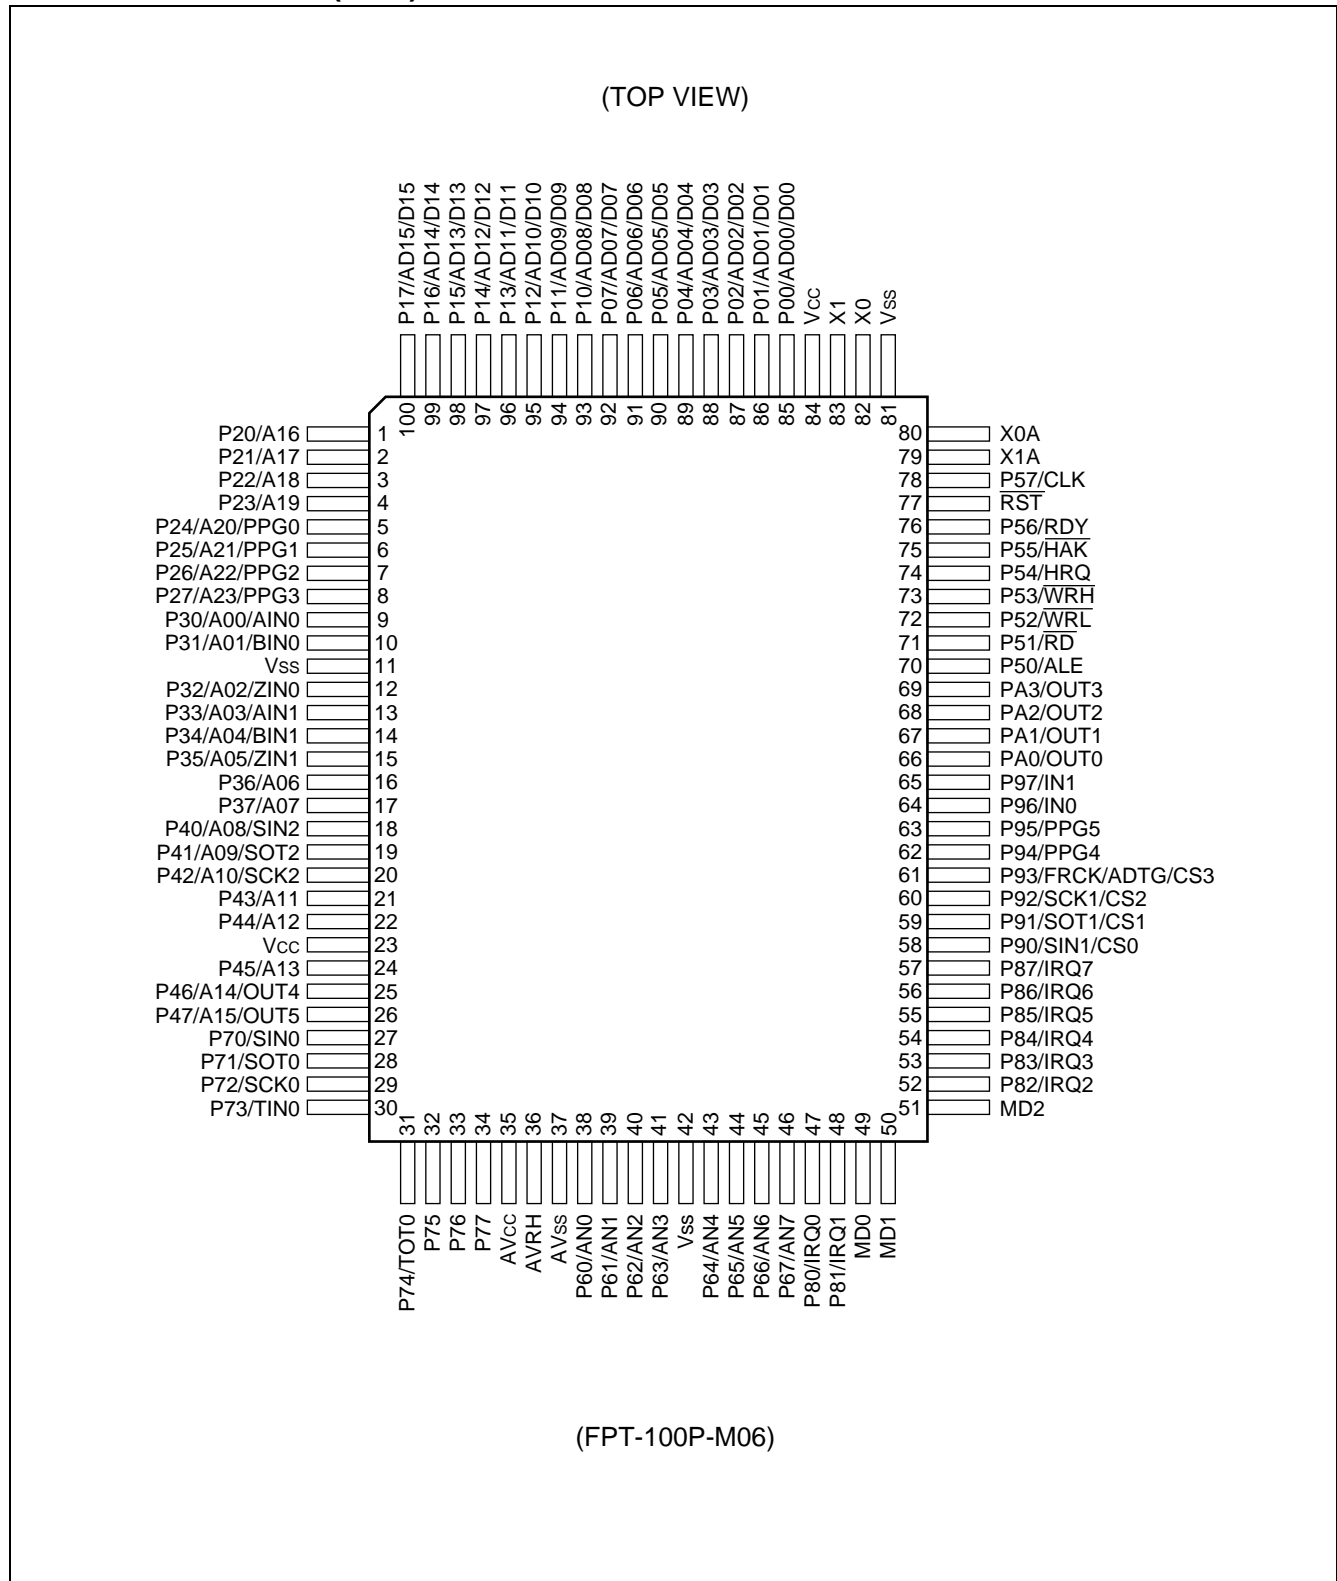 (TOP VIEW)
P17/AD15/D15
P16/AD14/D14
P15/AD13/D13
P14/AD12/D12
P13/AD11/D11
P12/AD10/D10
P11/AD09/D09
P10/AD08/D08
P07/AD07/D07
P06/AD06/D06
P05/AD05/D05
P04/AD04/D04
P03/AD03/D03
P02/AD02/D02
P01/AD01/D01
P00/AD00/D00
Vcc
X1
X0
Vss
100 99 98 97 96 95 94 93 92 91 90 89 88 87 86 85 84 83 82 81
P20/A16 1
P21/A17 2
P22/A18 3
P23/A19 4
P24/A20/PPG0 5
P25/A21/PPG1 6
P26/A22/PPG2 7
P27/A23/PPG3 8
P30/A00/AIN0 9
P31/A01/BIN0 10
Vss 11
P32/A02/ZIN0 12
P33/A03/AIN1 13
P34/A04/BIN1 14
P35/A05/ZIN1 15
P36/A06 16
P37/A07 17
P40/A08/SIN2 18
P41/A09/SOT2 19
P42/A10/SCK2 20
P43/A11 21
P44/A12 22
Vcc 23
P45/A13 24
P46/A14/OUT4 25
P47/A15/OUT5 26
P70/SIN0 27
P71/SOT0 28
P72/SCK0 29
P73/TIN0 30
80 X0A
79 X1A
78 P57/CLK
77 RST
76 P56/RDY
75 P55/HAK
74 P54/HRQ
73 P53/WRH
72 P52/WRL
71 P51/RD
70 P50/ALE
69 PA3/OUT3
68 PA2/OUT2
67 PA1/OUT1
66 PA0/OUT0
65 P97/IN1
64 P96/IN0
63 P95/PPG5
62 P94/PPG4
61 P93/FRCK/ADTG/CS3
60 P92/SCK1/CS2
59 P91/SOT1/CS1
58 P90/SIN1/CS0
57 P87/IRQ7
56 P86/IRQ6
55 P85/IRQ5
54 P84/IRQ4
53 P83/IRQ3
52 P82/IRQ2
51 MD2
31 32 33 34 35 36 37 38 39 40 41 42 43 44 45 46 47 48 49 50
P74/TOT0
P75
P76
P77
AVcc
AVRH
AVss
P60/AN0
P61/AN1
P62/AN2
P63/AN3
Vss
P64/AN4
P65/AN5
P66/AN6
P67/AN7
P80/IRQ0
P81/IRQ1
MD0
MD1
(FPT-100P-M06)